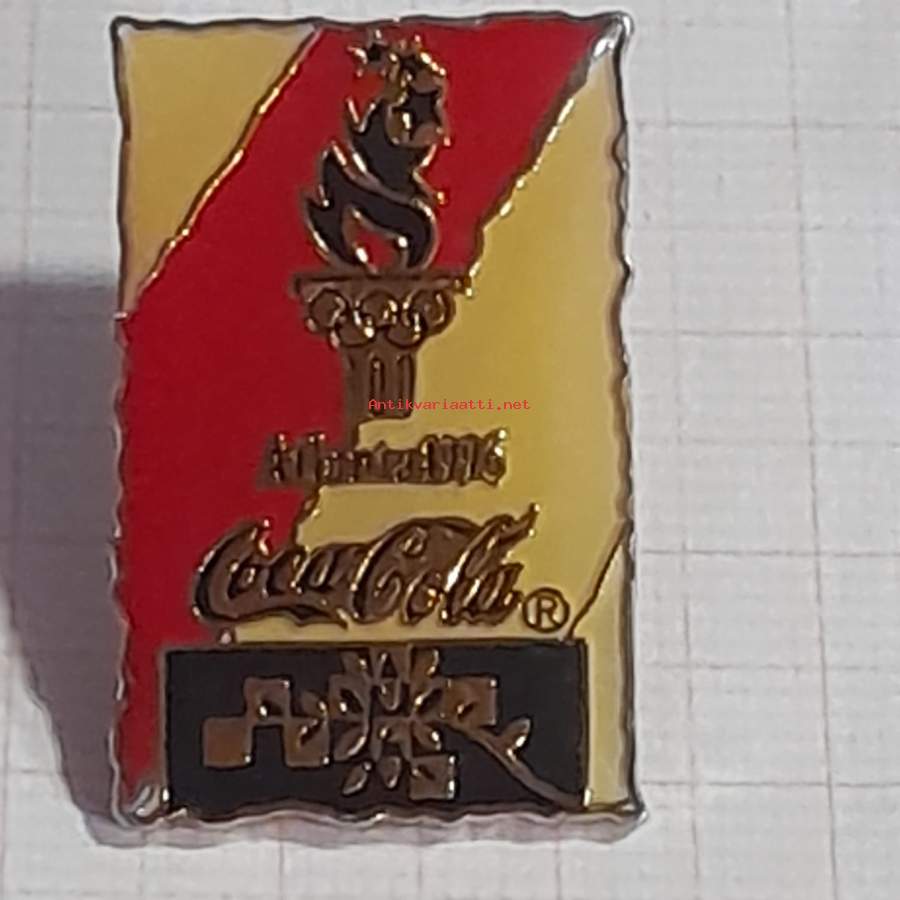 Antikvariaatti.net
Atlanta 1996
Coca-Cola ®